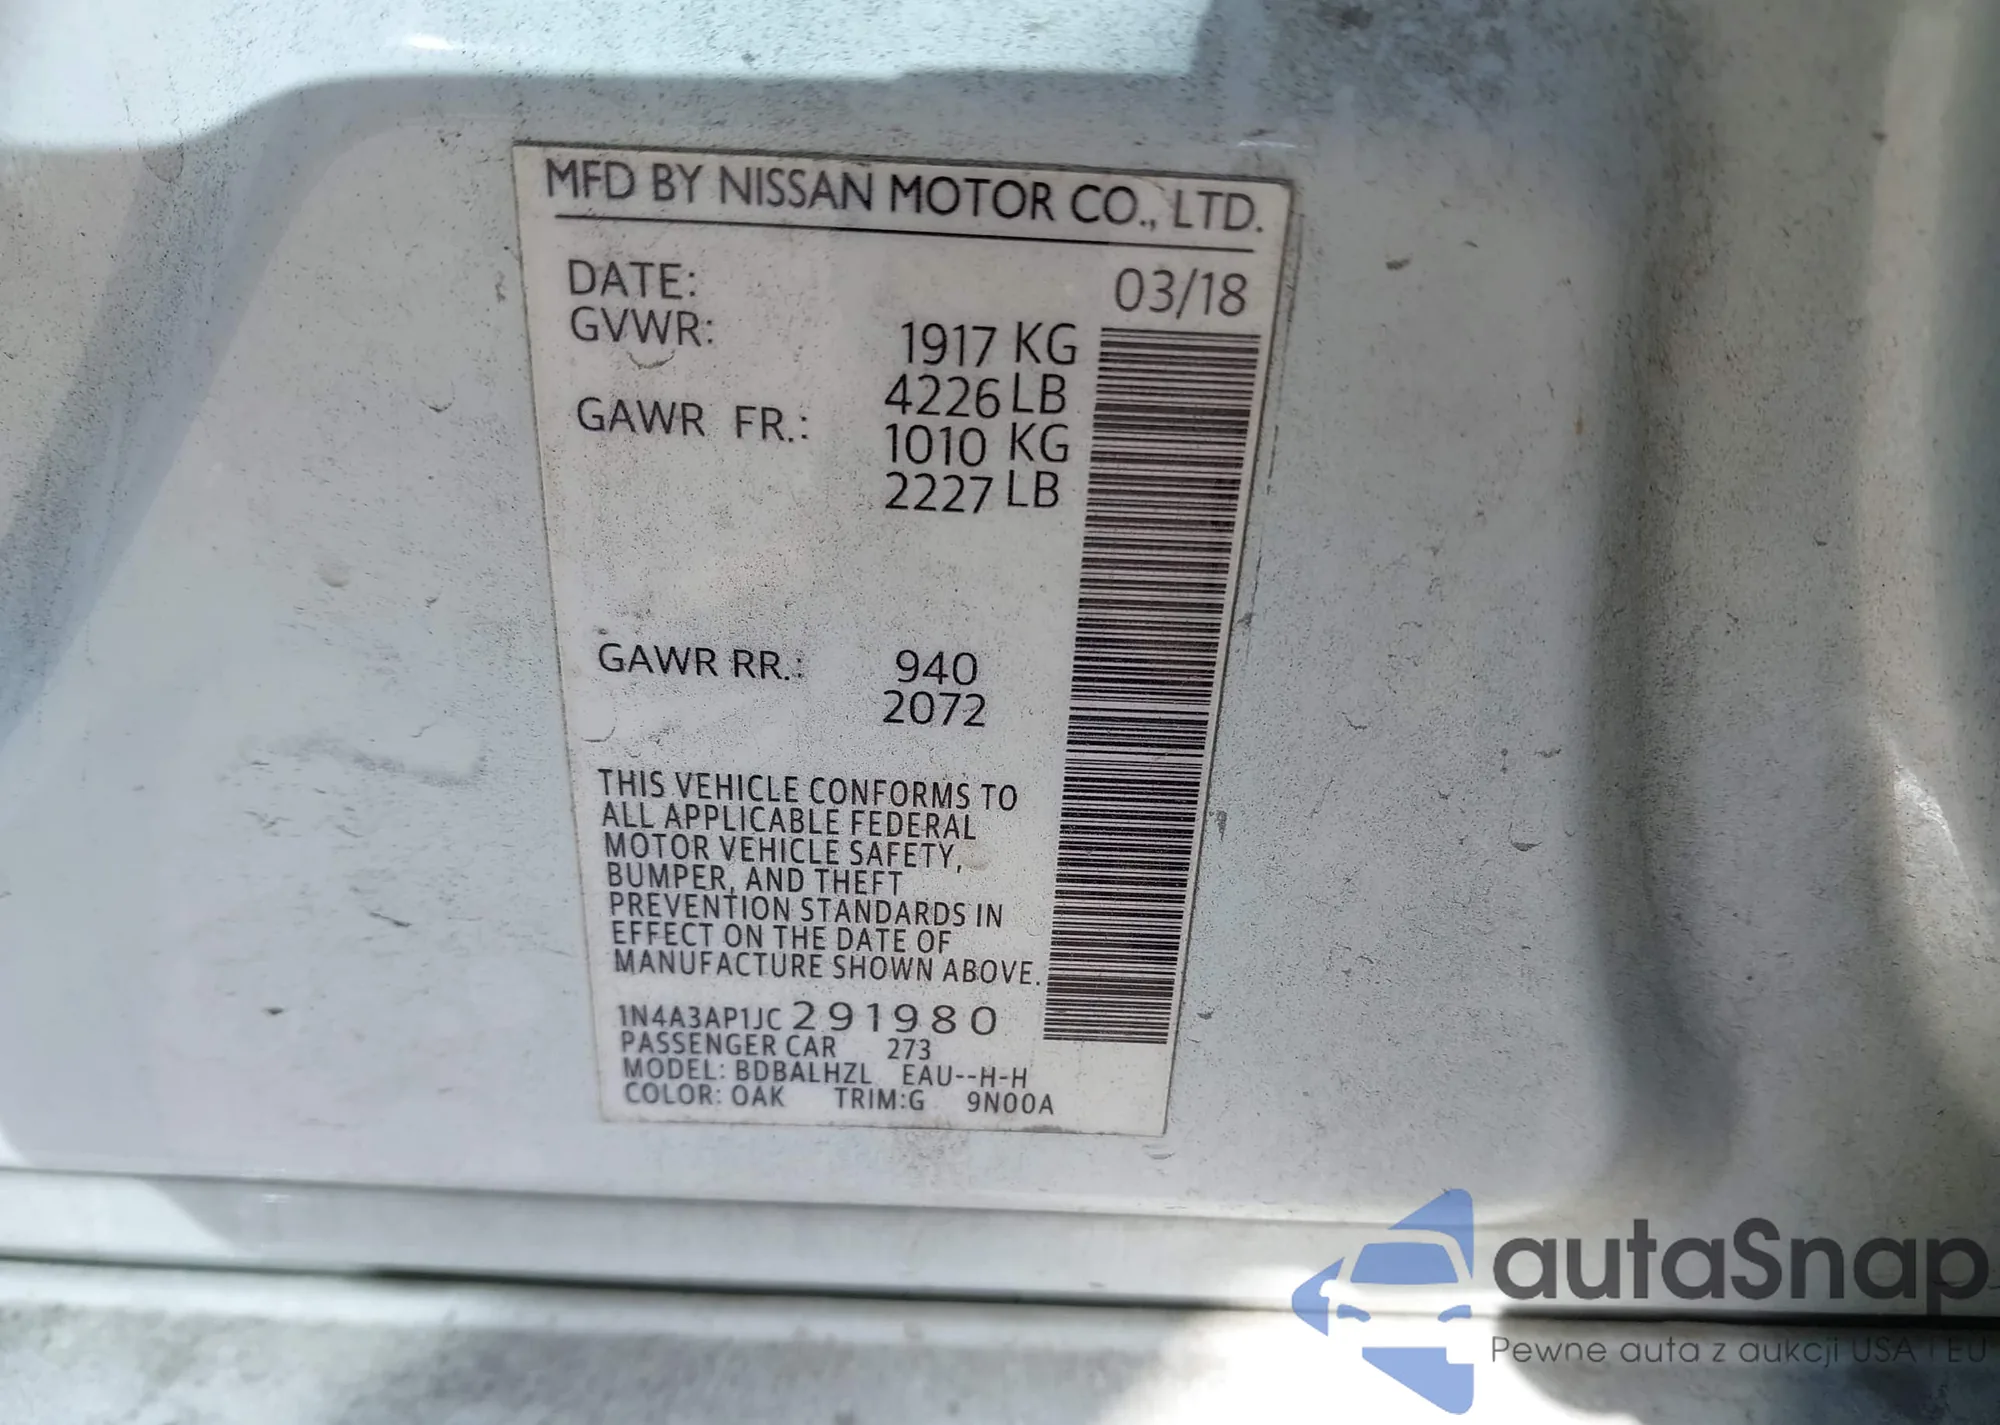 MFD BY NISSAN MOTOR CO., LTD.
DATE: 03/18
GVWR: 1917 KG
4226 LB
GAWR FR.: 1010 KG
2227 LB
GAWR RR.: 940
2072
THIS VEHICLE CONFORMS TO
ALL APPLICABLE FEDERAL
MOTOR VEHICLE SAFETY,
BUMPER, AND THEFT
PREVENTION STANDARDS IN
EFFECT ON THE DATE OF
MANUFACTURE SHOWN ABOVE.
1N4A3AP1JC291980
PASSENGER CAR 273
MODEL: BDBALHZL EAU--H-H
COLOR: OAK TRIM:G 9N00A
autaSnap
Pewne auta z aukcji USA i EU